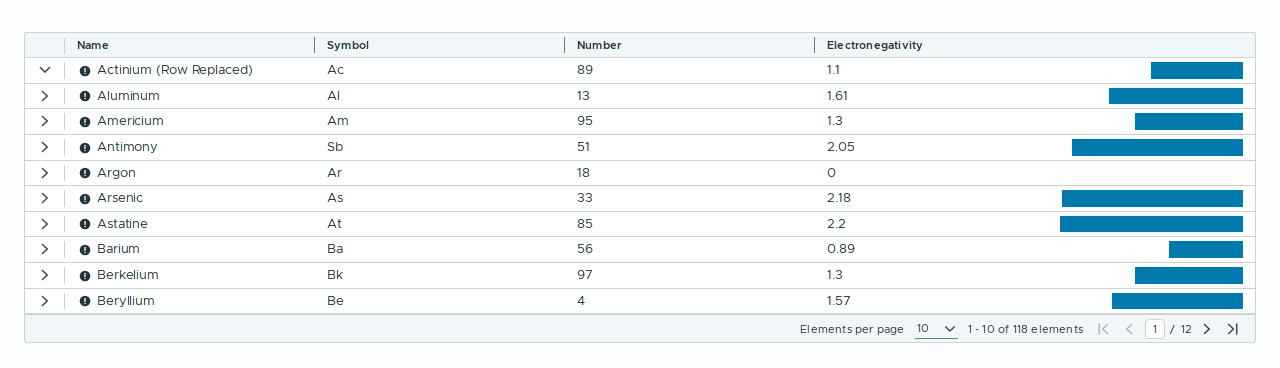 Name Symbol Number Electronegativity
Actinium (Row Replaced) Ac 89 1.1
Aluminum Al 13 1.61
Americium Am 95 1.3
Antimony Sb 51 2.05
Argon Ar 18 0
Arsenic As 33 2.18
Astatine At 85 2.2
Barium Ba 56 0.89
Berkelium Bk 97 1.3
Beryllium Be 4 1.57
Elements per page 10 1 - 10 of 118 elements 1 / 12